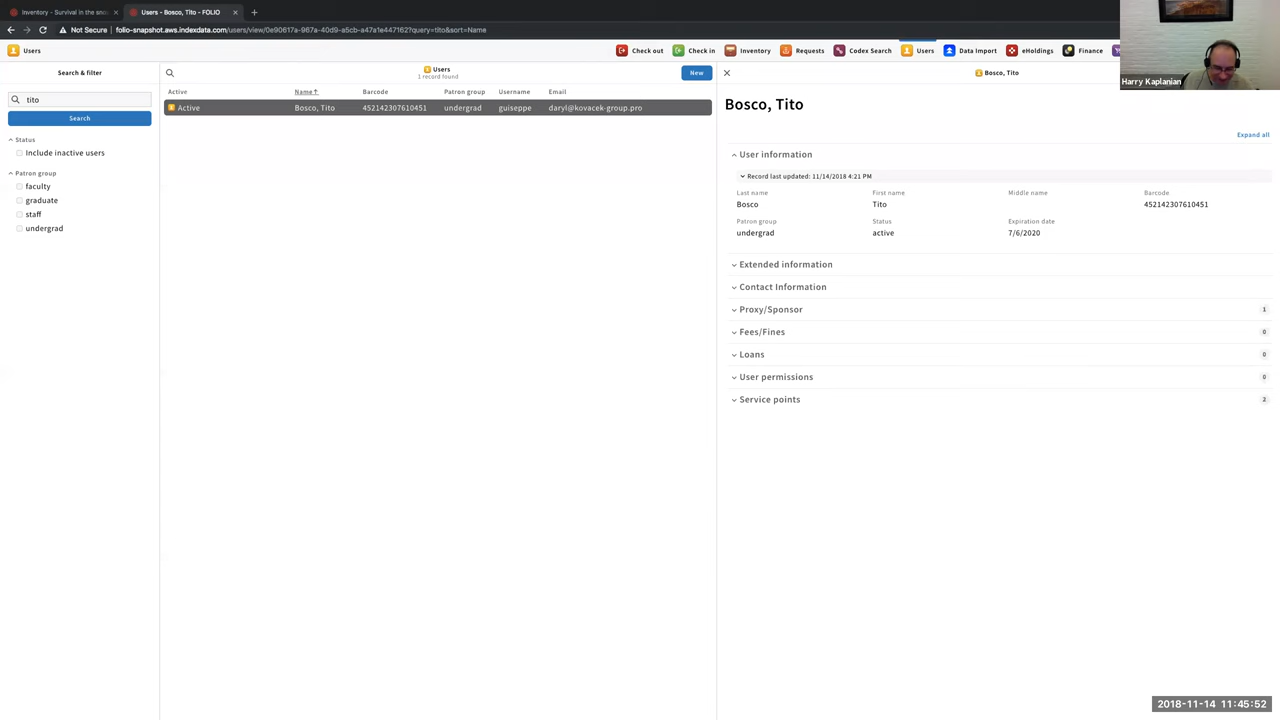 Inventory - Survival in the sno
Users - Bosco, Tito - FOLIO
Not Secure | folio-snapshot.aws.indexdata.com/users/view/0e90617a-967a-40d9-a5cb-a47a1e447162?query=tito&sort=Name
Users
Check out
Check in
Inventory
Requests
Codex Search
Users
Data Import
eHoldings
Finance
Harry Kaplanian
Search & filter
tito
Search
Status
Include inactive users
Patron group
faculty
graduate
staff
undergrad
Users
1 record found
New
Active Name Barcode Patron group Username Email
Active Bosco, Tito 452142307610451 undergrad guiseppe daryl@kovacek-group.pro
Bosco, Tito
Bosco, Tito
Expand all
User information
Record last updated: 11/14/2018 4:21 PM
Last name First name Middle name Barcode
Bosco Tito 452142307610451
Patron group Status Expiration date
undergrad active 7/6/2020
Extended information
Contact Information
Proxy/Sponsor 1
Fees/Fines 0
Loans 0
User permissions 0
Service points 2
2018-11-14 11:45:52